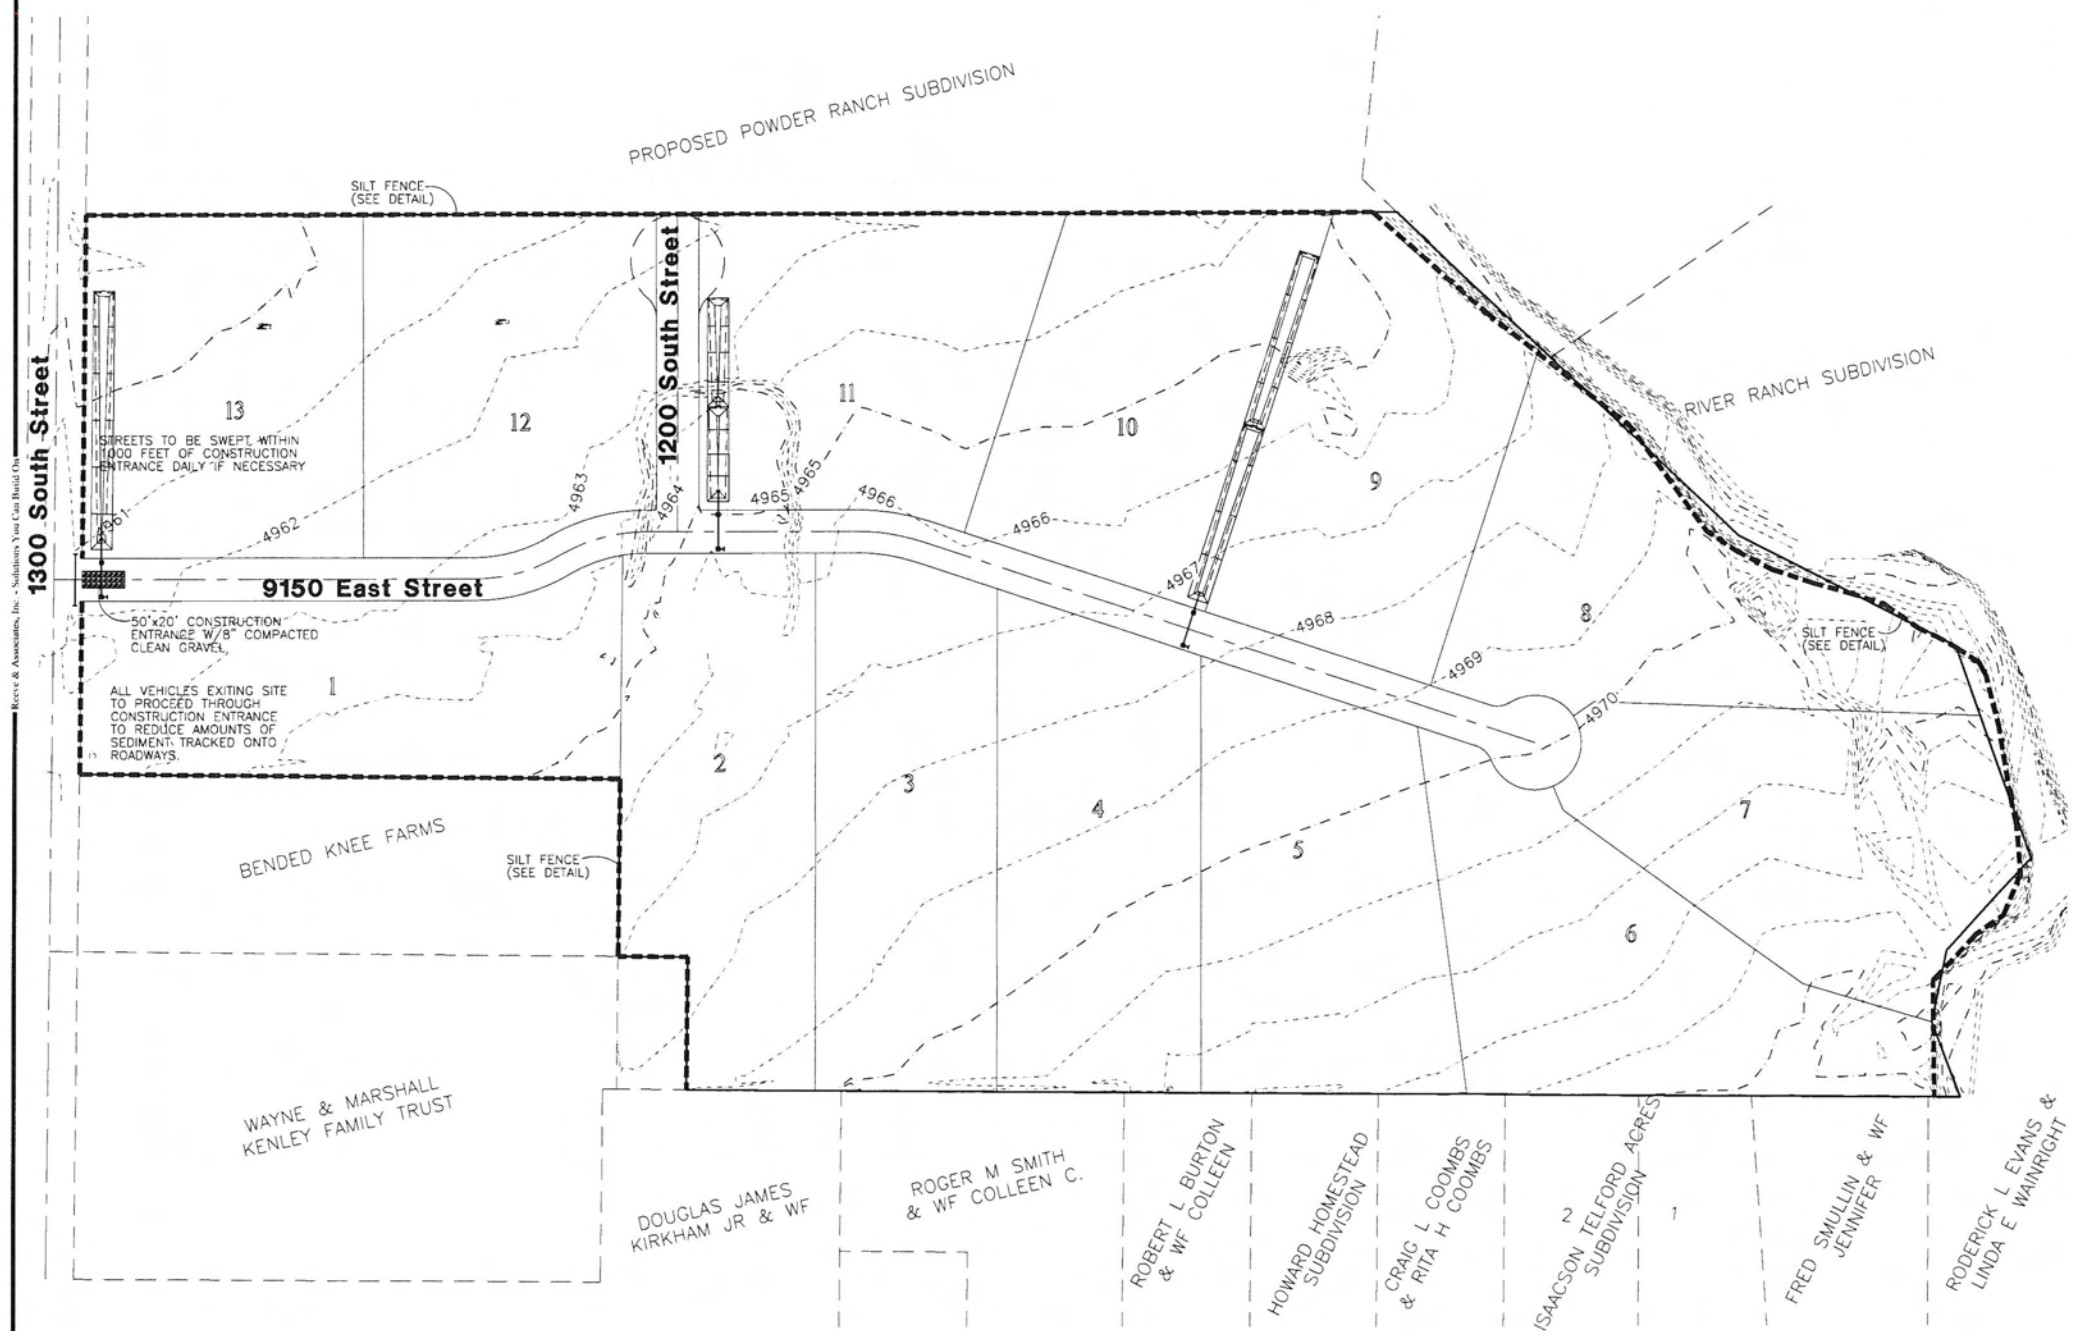 PROPOSED POWDER RANCH SUBDIVISION
SILT FENCE
(SEE DETAIL)
1300 South Street
1200 South Street
RIVER RANCH SUBDIVISION
13
12
11
10
9
8
STREETS TO BE SWEPT WITHIN
1000 FEET OF CONSTRUCTION
ENTRANCE DAILY IF NECESSARY
4961
4962
4963
4964
4965
4965
4966
4966
4967
4968
4969
4970
9150 East Street
50'x20' CONSTRUCTION
ENTRANCE W/8" COMPACTED
CLEAN GRAVEL
ALL VEHICLES EXITING SITE
TO PROCEED THROUGH
CONSTRUCTION ENTRANCE
TO REDUCE AMOUNTS OF
SEDIMENT TRACKED ONTO
ROADWAYS.
SILT FENCE
(SEE DETAIL)
1
2
3
4
5
6
7
BENDED KNEE FARMS
SILT FENCE
(SEE DETAIL)
WAYNE & MARSHALL
KENLEY FAMILY TRUST
DOUGLAS JAMES
KIRKHAM JR & WF
ROGER M SMITH
& WF COLLEEN C.
ROBERT L BURTON
& WF COLLEEN
HOWARD HOMESTEAD
SUBDIVISION
CRAIG L COOMBS
& RITA H COOMBS
ISAACSON TELFORD ACRES
SUBDIVISION
2
1
FRED SMULLIN & WF
JENNIFER
RODERICK L EVANS &
LINDA E WAINRIGHT
Reeve & Associates, Inc. - Solutions You Can Build On